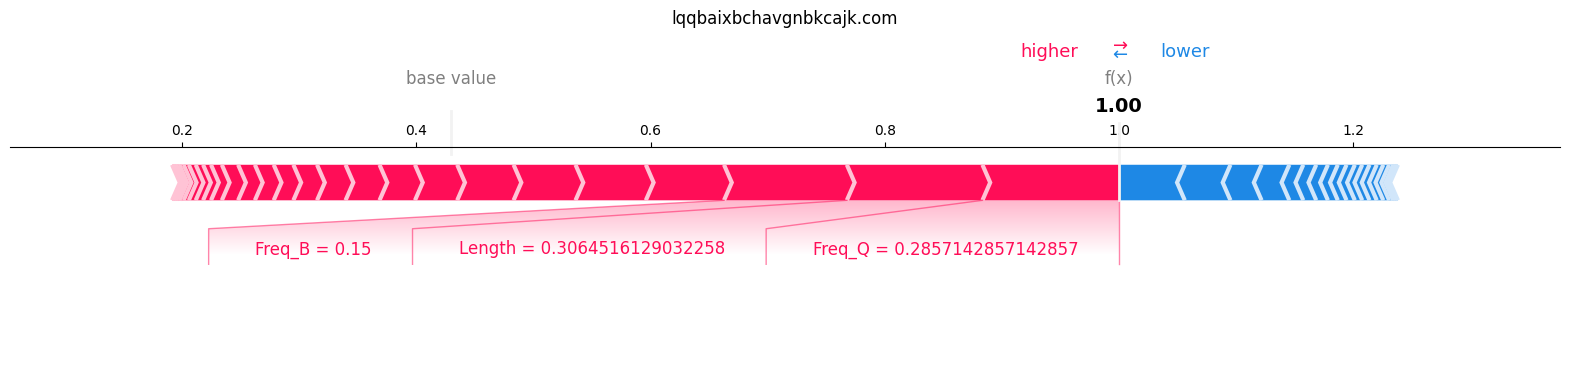 lqqbaixbchavgnbkcajk.com
higher → ← lower
base value f(x)
1.00
0.2 0.4 0.6 0.8 1.0 1.2
Freq_B = 0.15 Length = 0.3064516129032258 Freq_Q = 0.2857142857142857